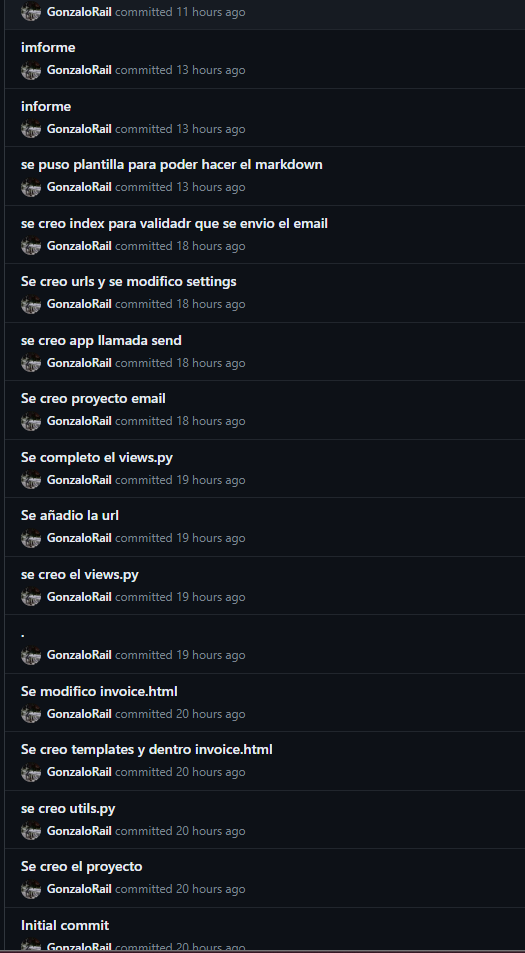 GonzaloRail committed 11 hours ago
imforme
GonzaloRail committed 13 hours ago
informe
GonzaloRail committed 13 hours ago
se puso plantilla para poder hacer el markdown
GonzaloRail committed 13 hours ago
se creo index para validadr que se envio el email
GonzaloRail committed 18 hours ago
Se creo urls y se modifico settings
GonzaloRail committed 18 hours ago
se creo app llamada send
GonzaloRail committed 18 hours ago
Se creo proyecto email
GonzaloRail committed 18 hours ago
Se completo el views.py
GonzaloRail committed 19 hours ago
Se añadio la url
GonzaloRail committed 19 hours ago
se creo el views.py
GonzaloRail committed 19 hours ago
.
GonzaloRail committed 19 hours ago
Se modifico invoice.html
GonzaloRail committed 20 hours ago
Se creo templates y dentro invoice.html
GonzaloRail committed 20 hours ago
se creo utils.py
GonzaloRail committed 20 hours ago
Se creo el proyecto
GonzaloRail committed 20 hours ago
Initial commit
GonzaloRail committed 20 hours ago